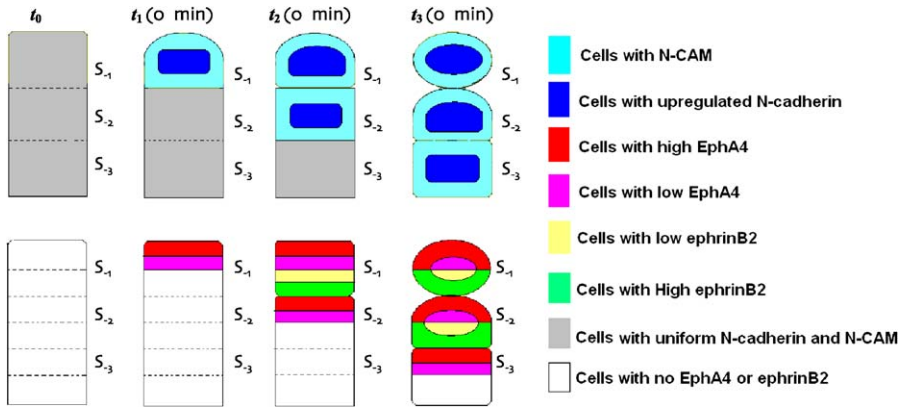 t0 t1 (o min) t2 (o min) t3 (o min)
S-1 S-1 S-1 S-1
S-2 S-2 S-2 S-2
S-3 S-3 S-3 S-3
S-1 S-1 S-1 S-1
S-2 S-2 S-2 S-2
S-3 S-3 S-3 S-3
Cells with N-CAM
Cells with upregulated N-cadherin
Cells with high EphA4
Cells with low EphA4
Cells with low ephrinB2
Cells with High ephrinB2
Cells with uniform N-cadherin and N-CAM
Cells with no EphA4 or ephrinB2